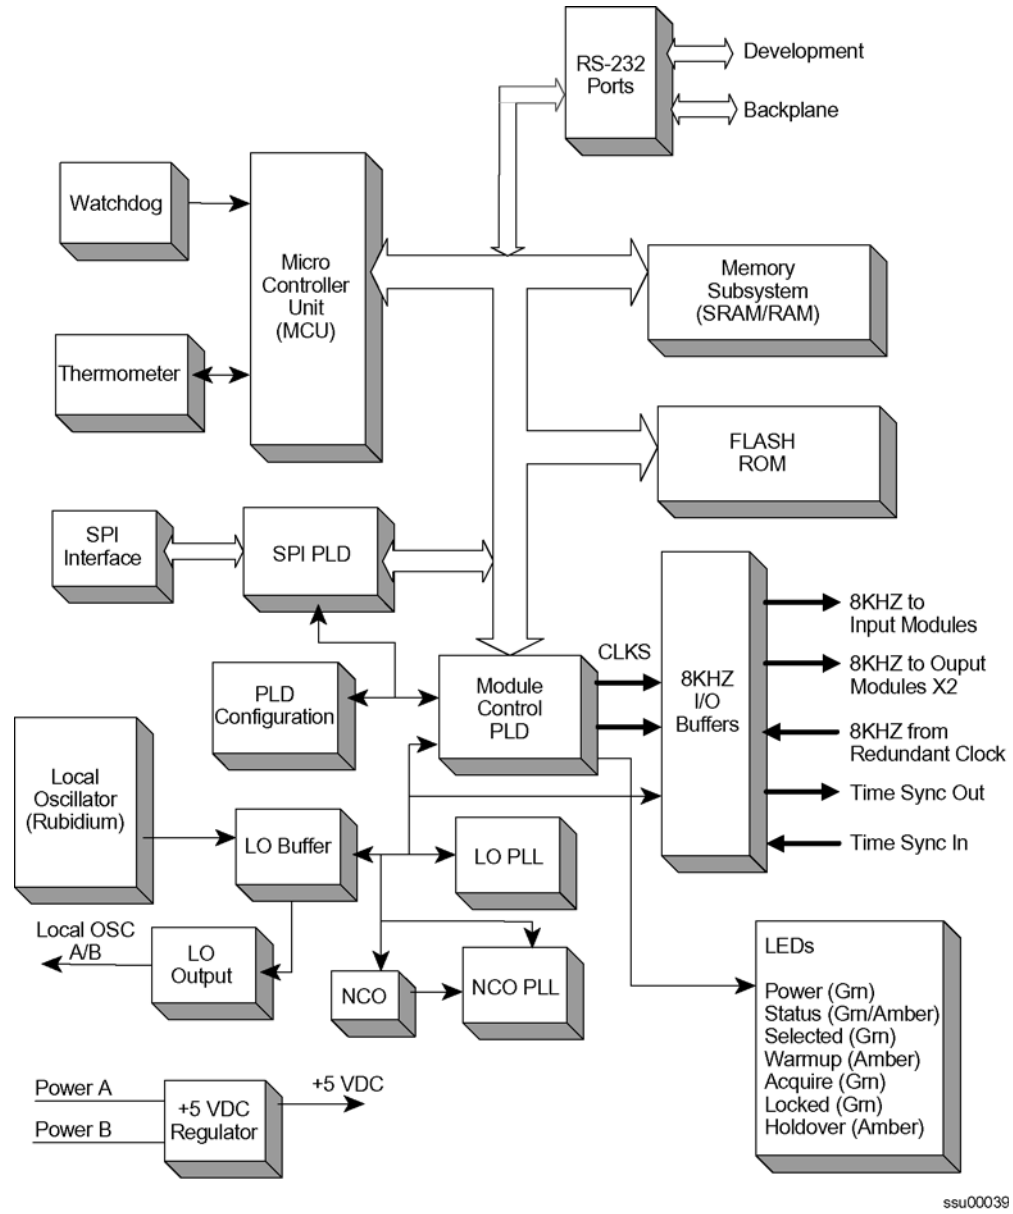 RS-232
Ports
Development
Backplane
Watchdog
Micro
Controller
Unit
(MCU)
Memory
Subsystem
(SRAM/RAM)
Thermometer
FLASH
ROM
SPI
Interface
SPI PLD
CLKS
8KHZ
I/O
Buffers
8KHZ to
Input Modules
8KHZ to Ouput
Modules X2
8KHZ from
Redundant Clock
Time Sync Out
Time Sync In
PLD
Configuration
Module
Control
PLD
Local
Oscillator
(Rubidium)
LO Buffer
LO PLL
Local OSC
A/B
LO
Output
NCO
NCO PLL
LEDs
Power (Grn)
Status (Grn/Amber)
Selected (Grn)
Warmup (Amber)
Acquire (Grn)
Locked (Grn)
Holdover (Amber)
Power A
Power B
+5 VDC
Regulator
+5 VDC
ssu00039